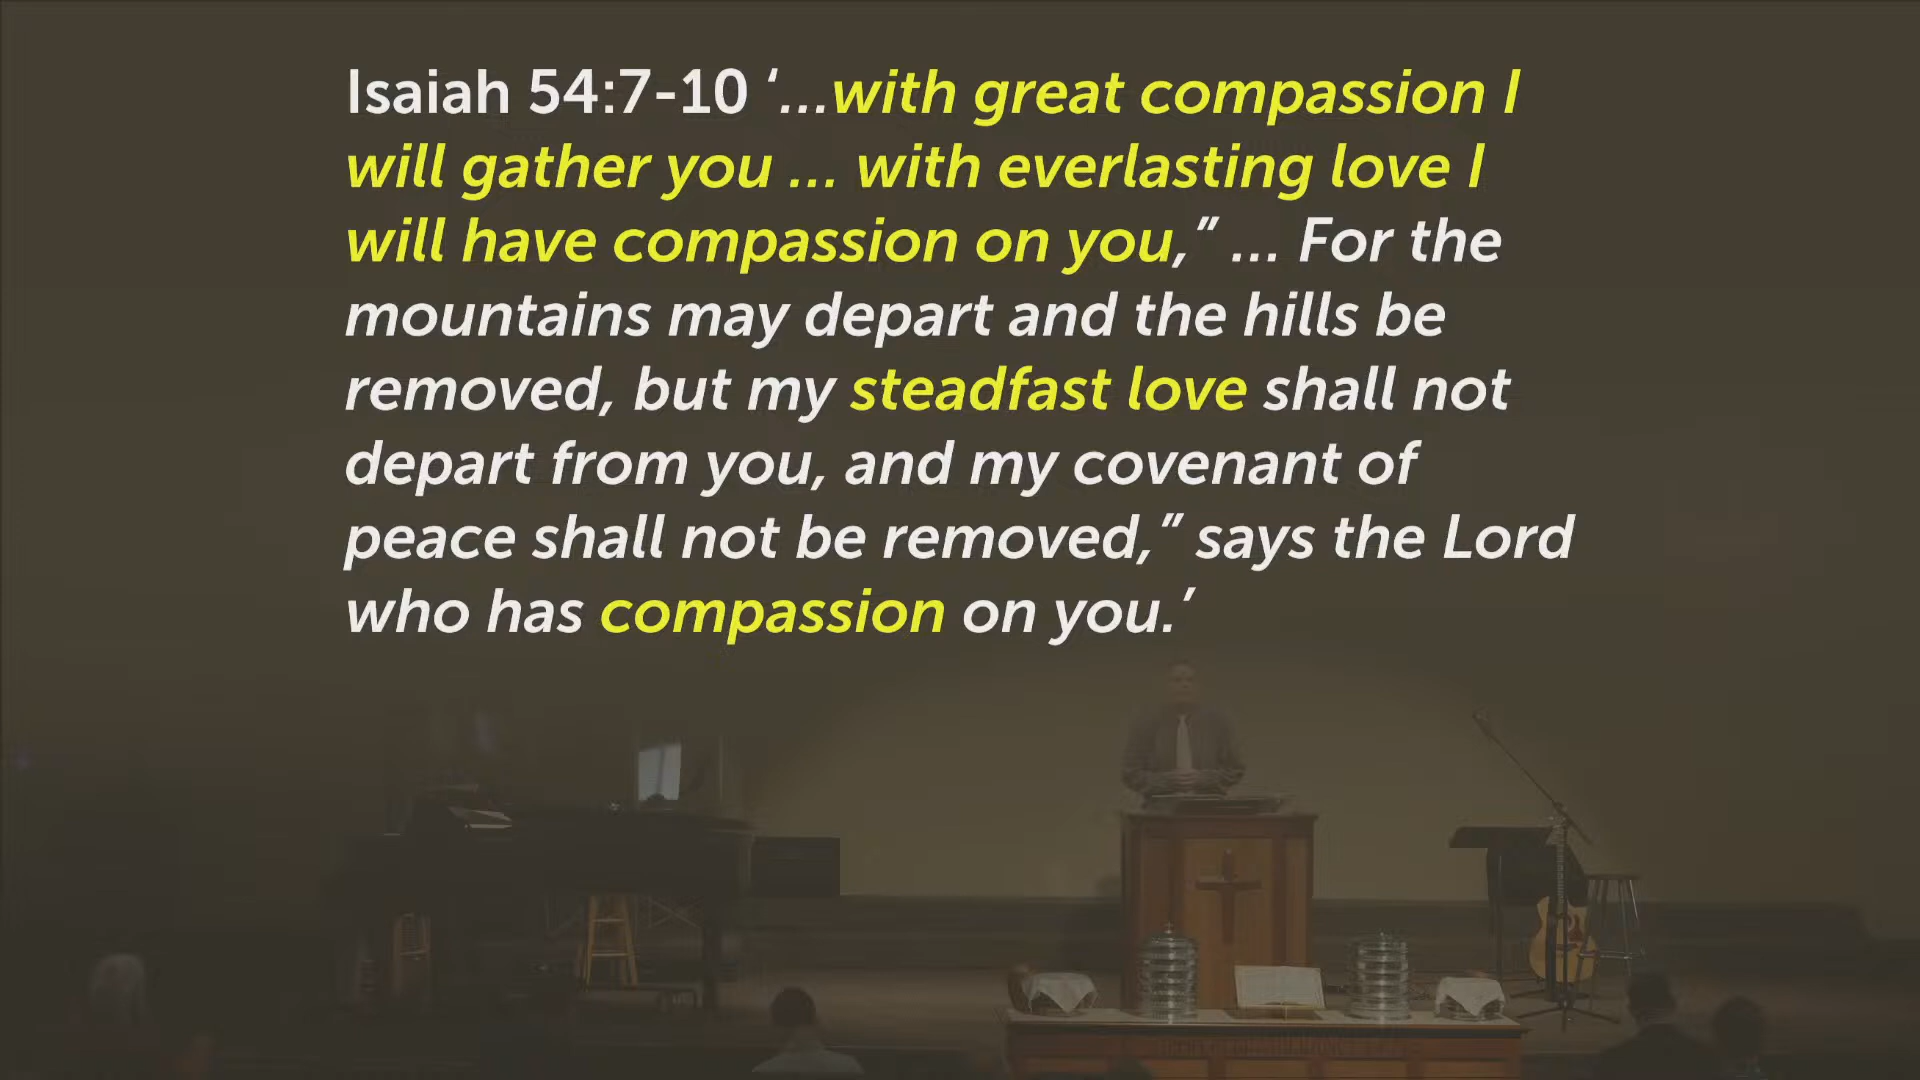 Isaiah 54:7-10 ‘...with great compassion I
will gather you ... with everlasting love I
will have compassion on you,” ... For the
mountains may depart and the hills be
removed, but my steadfast love shall not
depart from you, and my covenant of
peace shall not be removed,” says the Lord
who has compassion on you.’